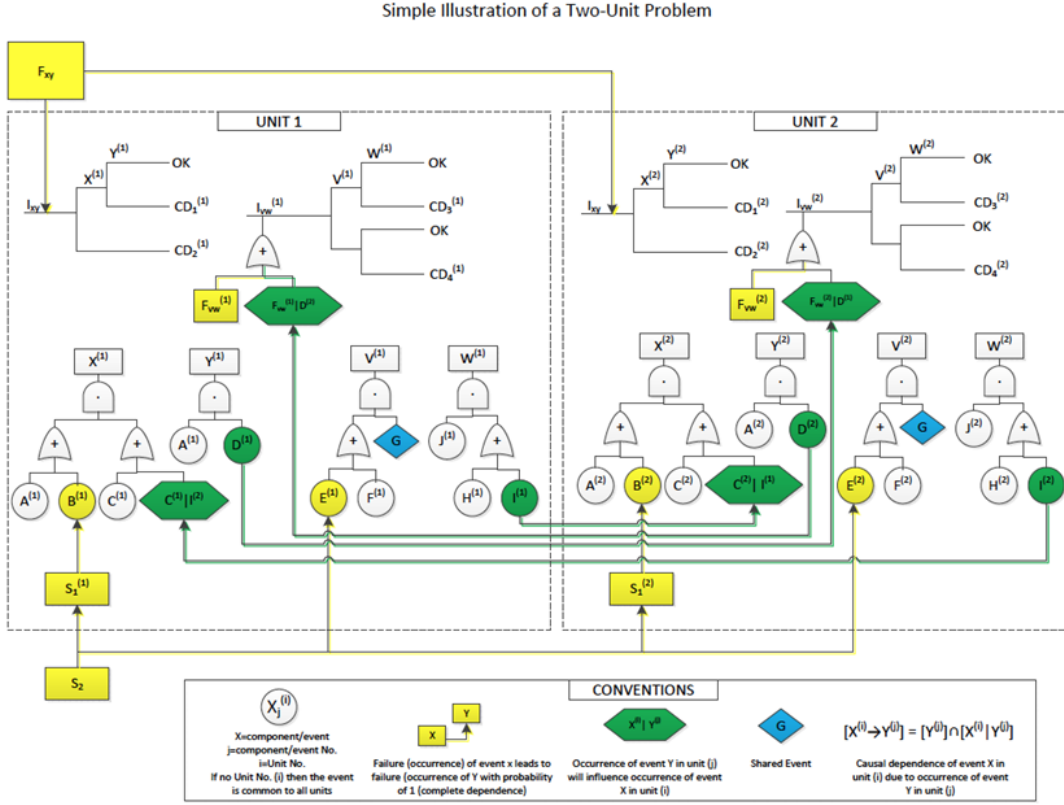 Simple Illustration of a Two-Unit Problem
Fxy
UNIT 1
UNIT 2
Ixy
X(1)
Y(1)
OK
CD1(1)
CD2(1)
Ivw(1)
V(1)
W(1)
OK
CD3(1)
OK
CD4(1)
Fvw(1)
Fvw(1)|D(2)
Ixy
X(2)
Y(2)
OK
CD1(2)
CD2(2)
Ivw(2)
V(2)
W(2)
OK
CD3(2)
OK
CD4(2)
Fvw(2)
Fvw(2)|D(1)
X(1)
Y(1)
V(1)
W(1)
X(2)
Y(2)
V(2)
W(2)
.
.
.
.
.
.
.
.
+
+
A(1)
D(1)
+
G
J(1)
+
+
+
A(2)
D(2)
+
G
J(2)
+
A(1)
B(1)
C(1)
C(1)|I(2)
E(1)
F(1)
H(1)
I(1)
A(2)
B(2)
C(2)
C(2)|I(1)
E(2)
F(2)
H(2)
I(2)
+
+
S1(1)
S1(2)
S2
CONVENTIONS
Xj(i)
X=component/event
j=component/event No.
i=Unit No.
If no Unit No. (i) then the event
is common to all units
X
Y
Failure (occurrence) of event x leads to
failure (occurrence of Y with probability
of 1 (complete dependence)
X(i)|Y(j)
Occurrence of event Y in unit (j)
will influence occurrence of event
X in unit (i)
G
Shared Event
[X(i)→Y(j)] = [Y(j)]∩[X(i)|Y(j)]
Causal dependence of event X in
unit (i) due to occurrence of event
Y in unit (j)